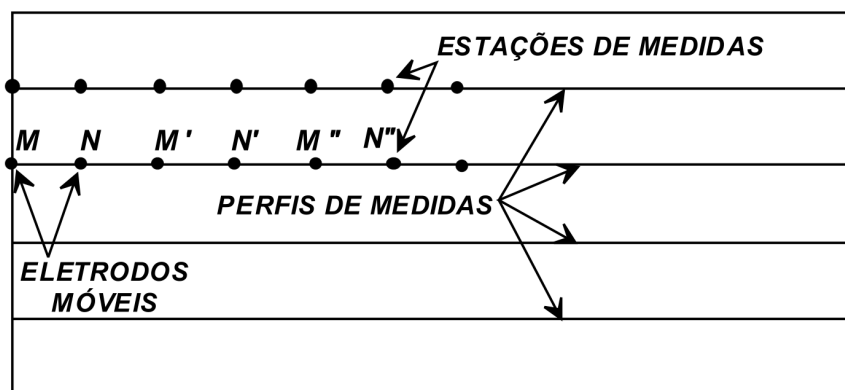 ESTAÇÕES DE MEDIDAS
M N M' N' M" N"
PERFIS DE MEDIDAS
ELETRODOS
MÓVEIS